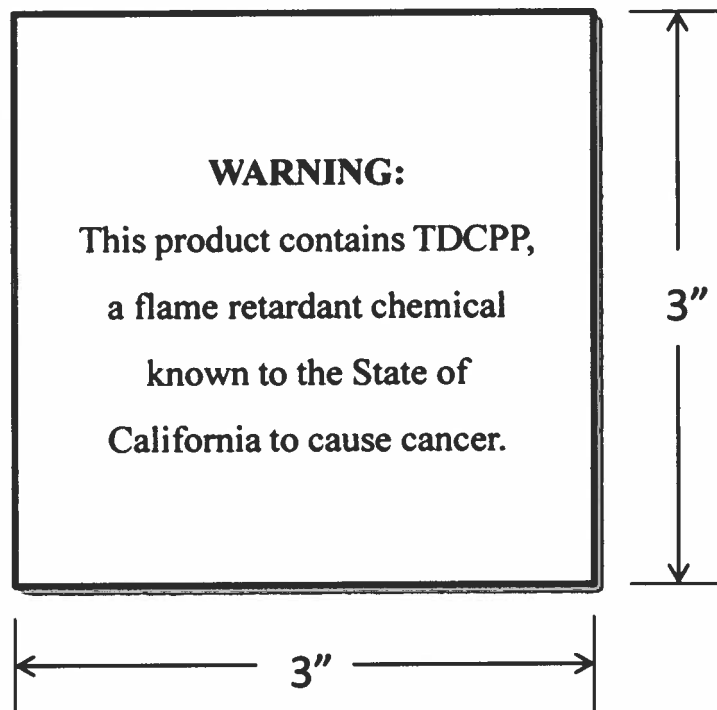 WARNING:
This product contains TDCPP,
a flame retardant chemical
known to the State of
California to cause cancer.
3"
3"